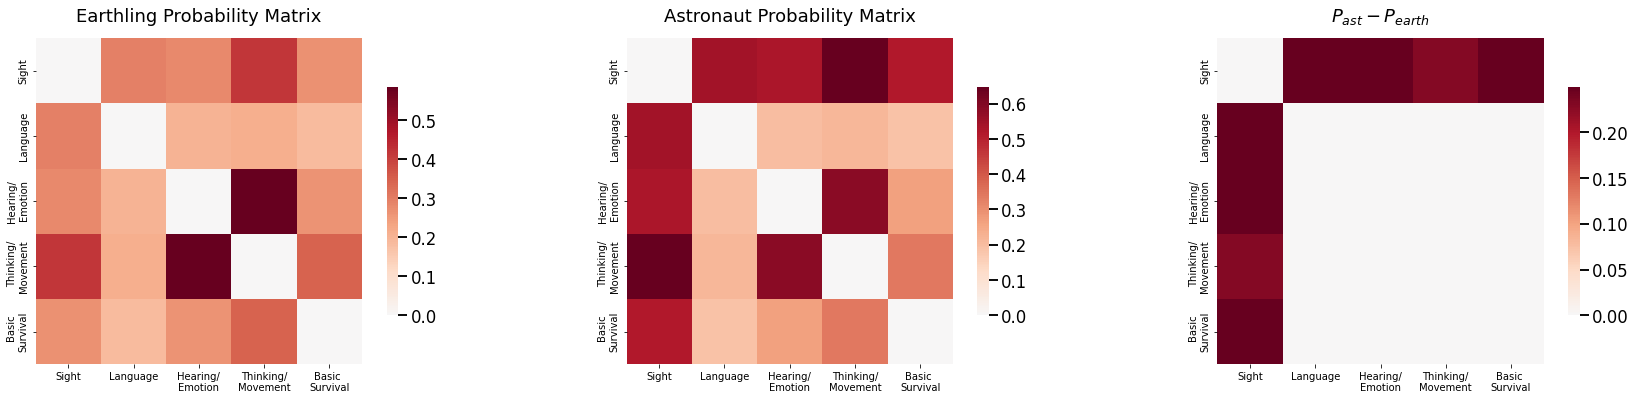 Earthling Probability Matrix
Sight
Language
Hearing/
Emotion
Thinking/
Movement
Basic
Survival
Sight
Language
Hearing/
Emotion
Thinking/
Movement
Basic
Survival
0.5
0.4
0.3
0.2
0.1
0.0
Astronaut Probability Matrix
Sight
Language
Hearing/
Emotion
Thinking/
Movement
Basic
Survival
Sight
Language
Hearing/
Emotion
Thinking/
Movement
Basic
Survival
0.6
0.5
0.4
0.3
0.2
0.1
0.0
P_ast − P_earth
Sight
Language
Hearing/
Emotion
Thinking/
Movement
Basic
Survival
Sight
Language
Hearing/
Emotion
Thinking/
Movement
Basic
Survival
0.20
0.15
0.10
0.05
0.00